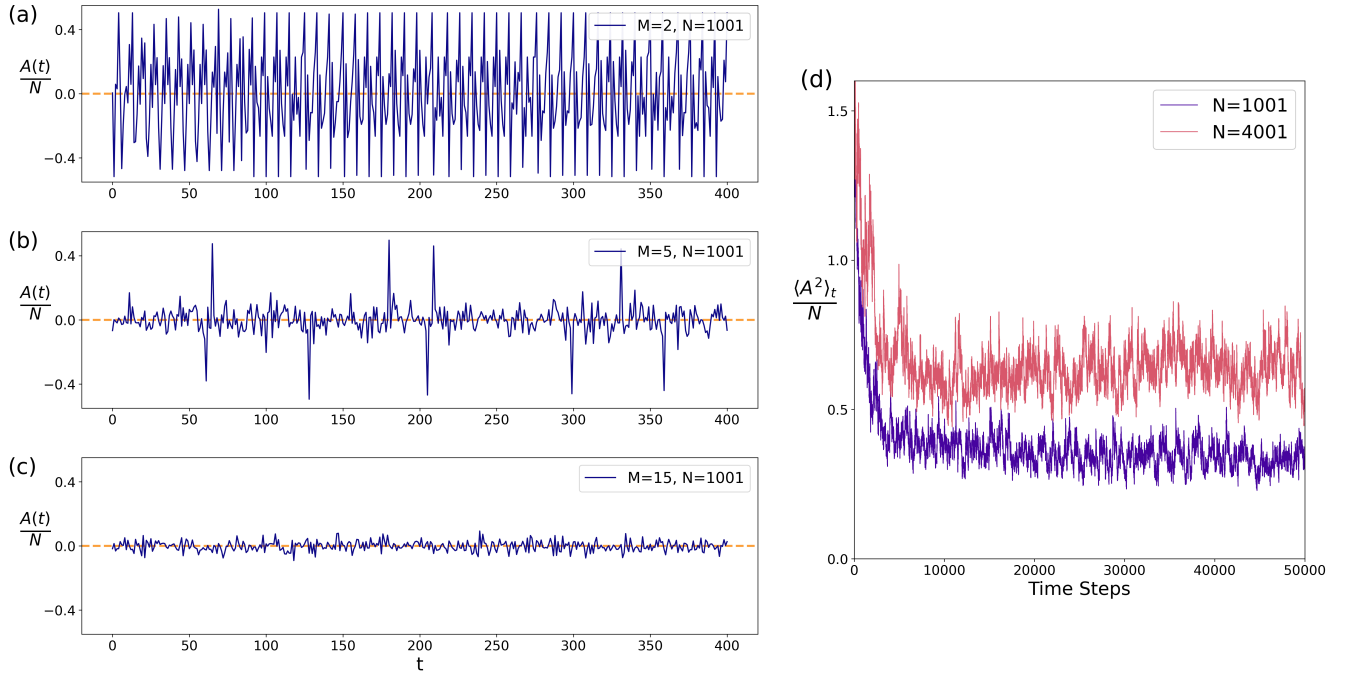 (a)
A(t)
N
0.4
0.0
−0.4
M=2, N=1001
0 50 100 150 200 250 300 350 400
(b)
A(t)
N
0.4
0.0
−0.4
M=5, N=1001
0 50 100 150 200 250 300 350 400
(c)
A(t)
N
0.4
0.0
−0.4
M=15, N=1001
0 50 100 150 200 250 300 350 400
t
(d)
⟨A²⟩t
N
1.5
1.0
0.5
0.0
N=1001
N=4001
0 10000 20000 30000 40000 50000
Time Steps